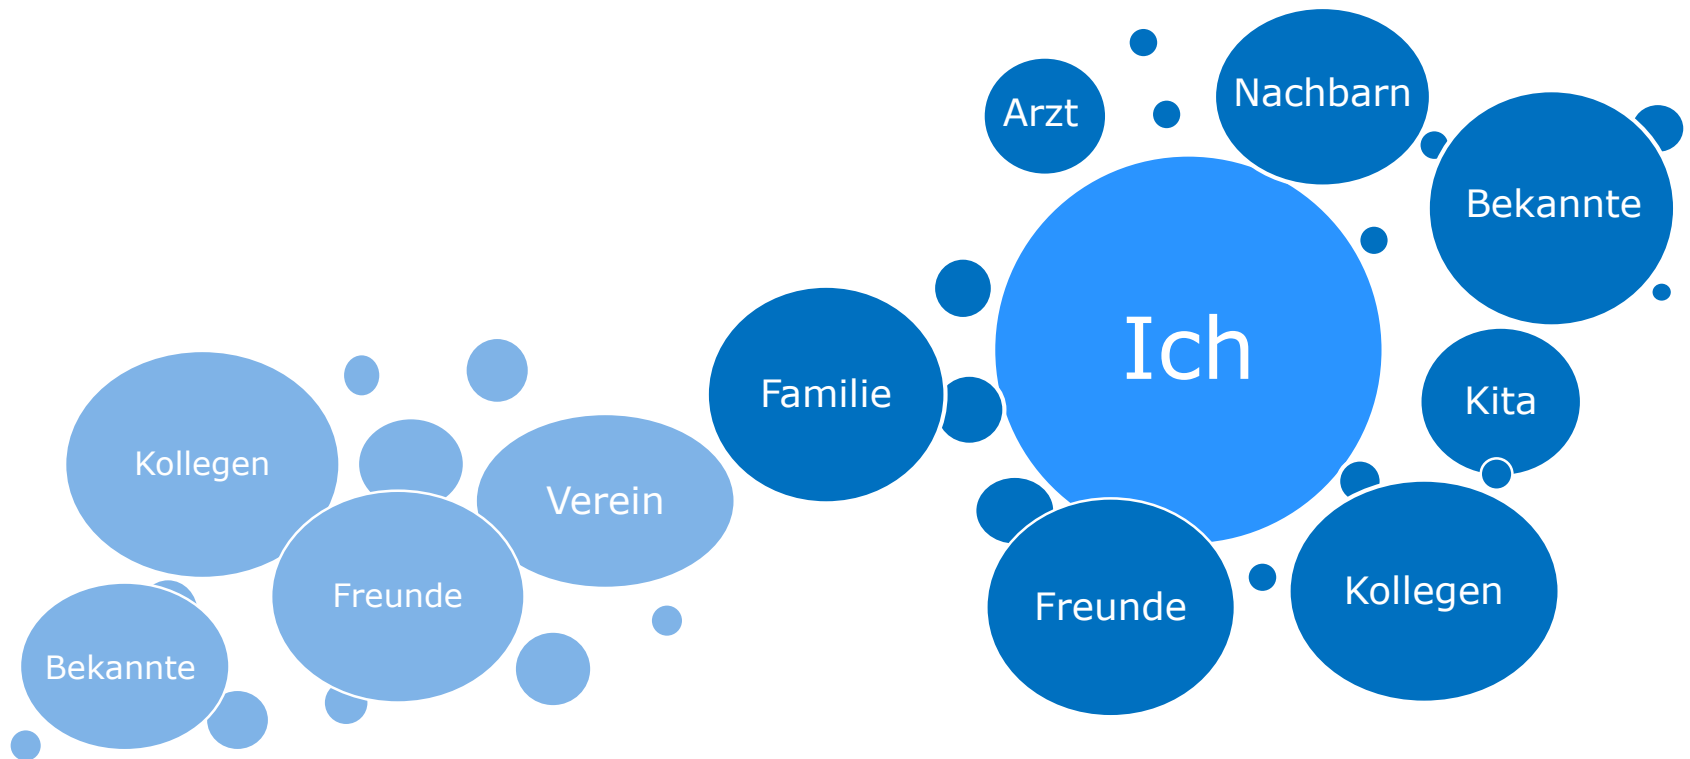 Arzt
Nachbarn
Bekannte
Ich
Familie
Kita
Kollegen
Verein
Freunde
Kollegen
Freunde
Bekannte